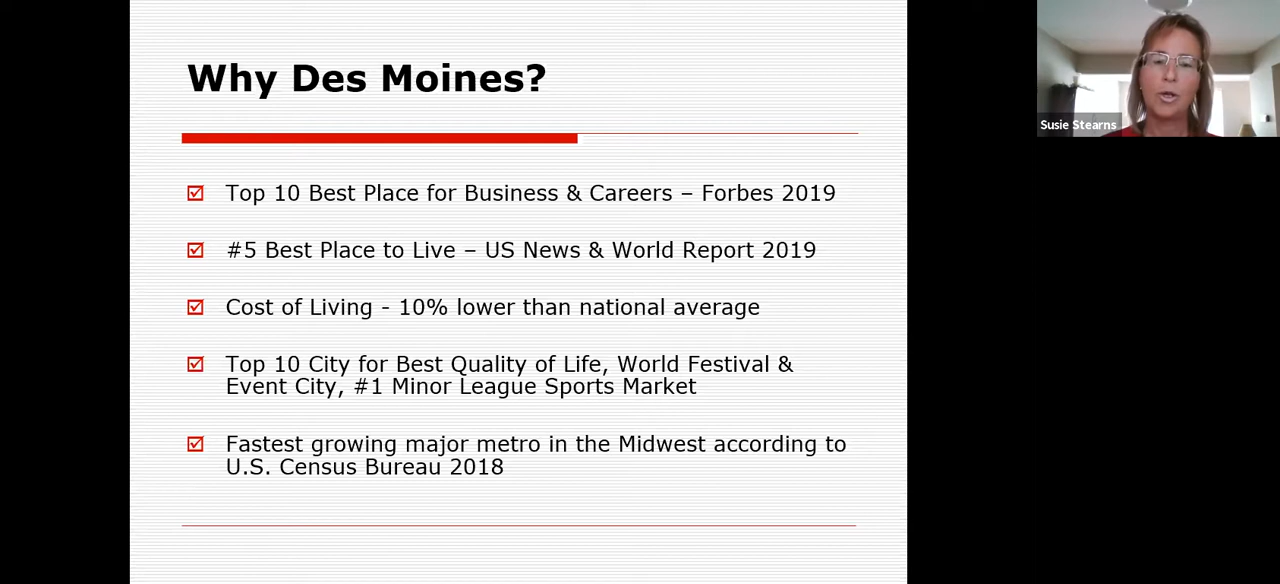 Why Des Moines?
Top 10 Best Place for Business & Careers – Forbes 2019
#5 Best Place to Live – US News & World Report 2019
Cost of Living - 10% lower than national average
Top 10 City for Best Quality of Life, World Festival &
Event City, #1 Minor League Sports Market
Fastest growing major metro in the Midwest according to
U.S. Census Bureau 2018
Susie Stearns